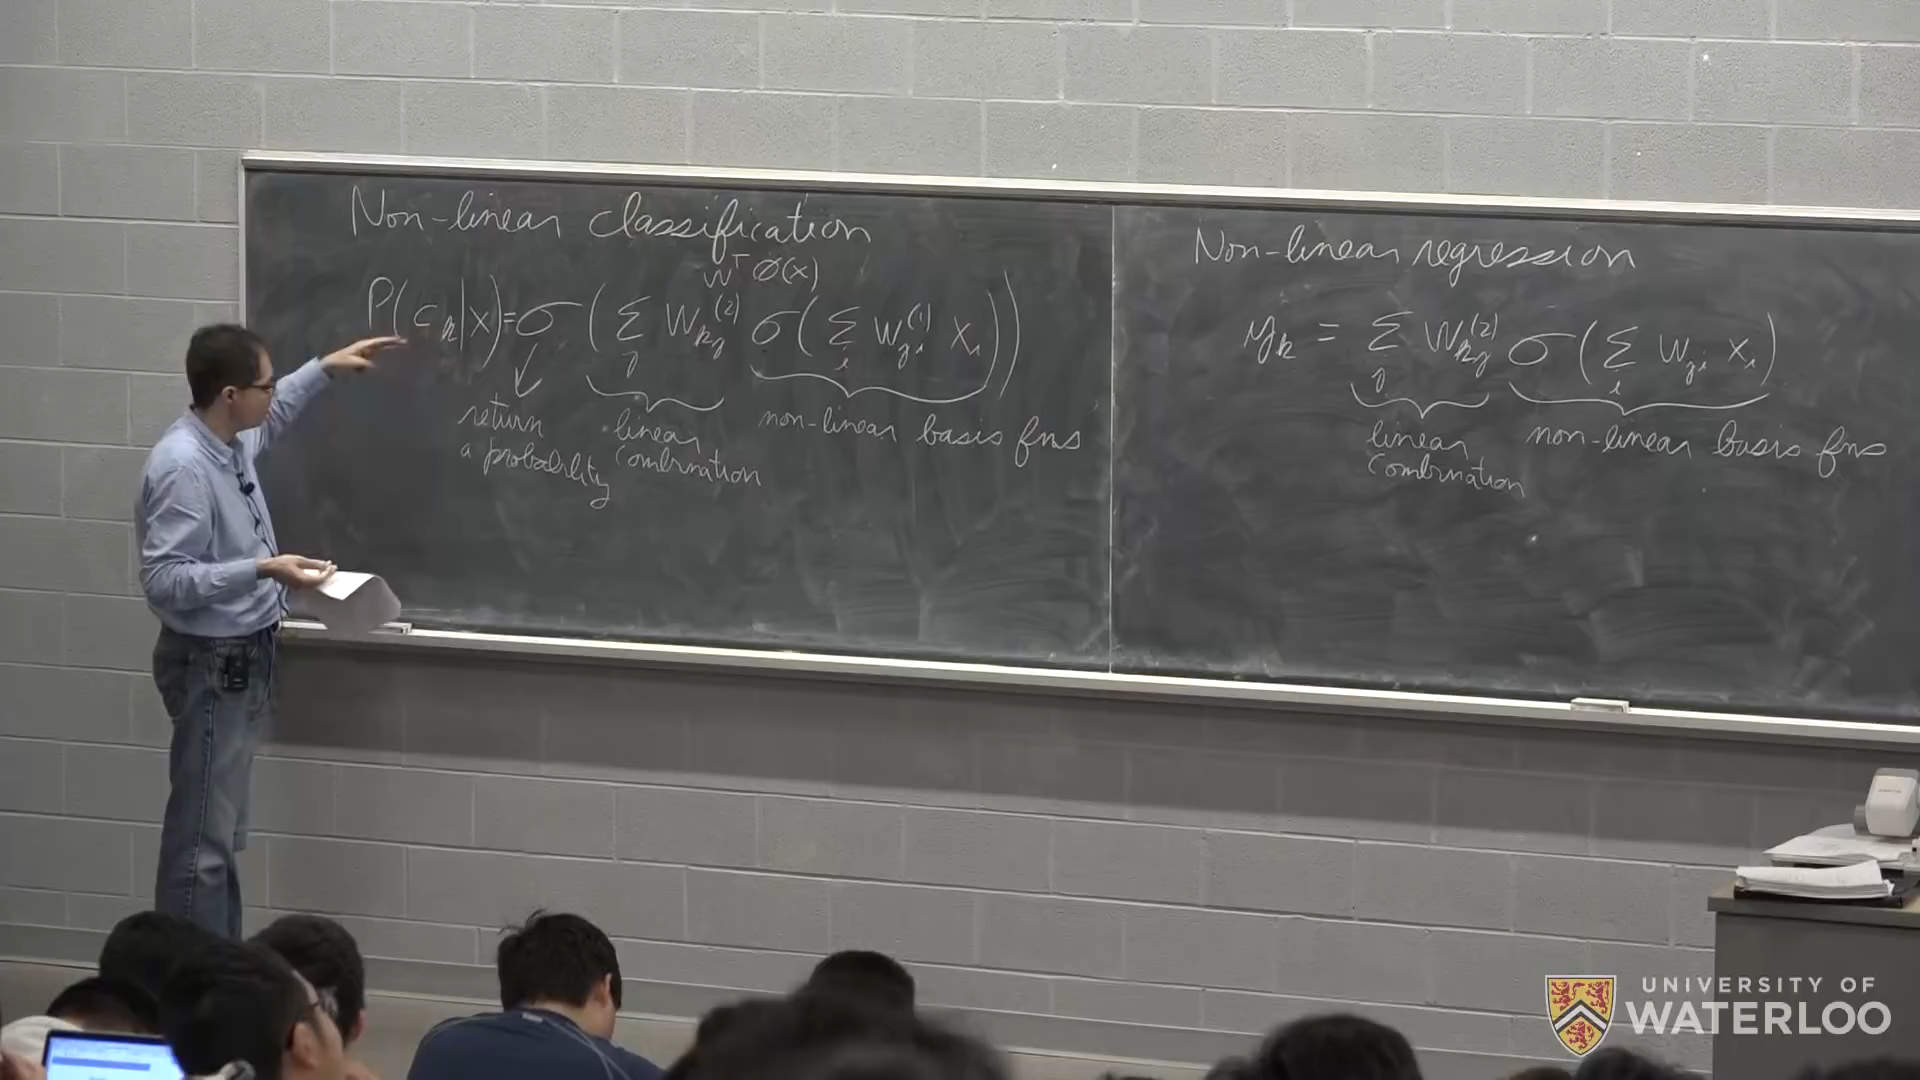 Non-linear classification
W^T Ø(x)
P(c_k|x) = σ(Σ_j W_kj^(2) σ(Σ_i W_ji^(1) x_i))
return a probability
linear combination
non-linear basis fns
Non-linear regression
y_k = Σ_j W_kj^(2) σ(Σ_i W_ji x_i)
linear combination
non-linear basis fns
UNIVERSITY OF
WATERLOO